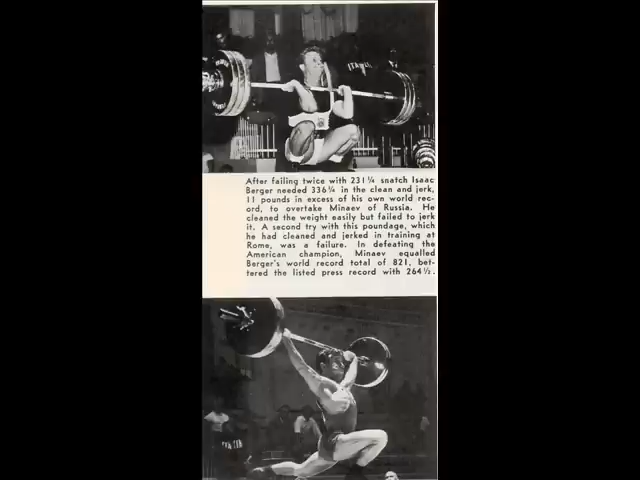 ITALIA
After failing twice with 231¼ snatch Isaac
Berger needed 336¼ in the clean and jerk,
11 pounds in excess of his own world rec-
ord, to overtake Minaev of Russia. He
cleaned the weight easily but failed to jerk
it. A second try with this poundage, which
he had cleaned and jerked in training at
Rome, was a failure. In defeating the
American champion, Minaev equalled
Berger's world record total of 821, bet-
tered the listed press record with 264½.